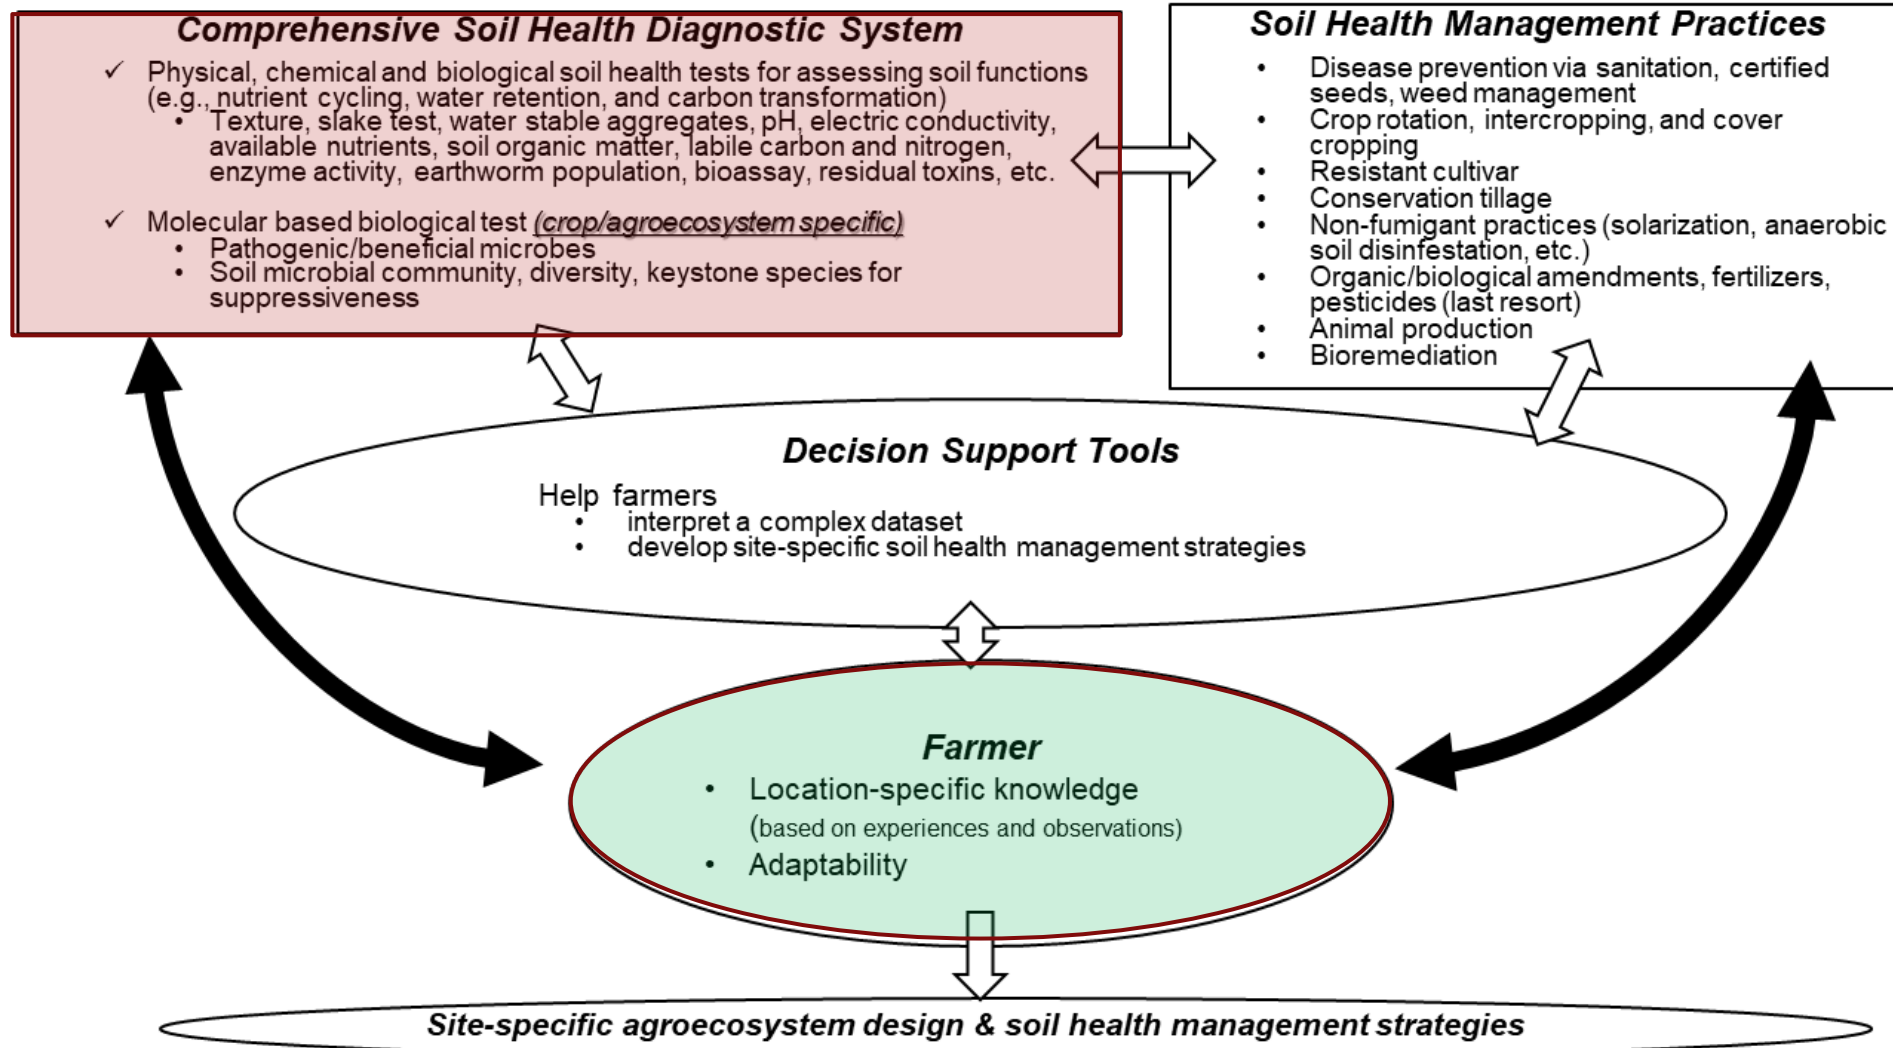 Comprehensive Soil Health Diagnostic System
✓ Physical, chemical and biological soil health tests for assessing soil functions
(e.g., nutrient cycling, water retention, and carbon transformation)
• Texture, slake test, water stable aggregates, pH, electric conductivity,
available nutrients, soil organic matter, labile carbon and nitrogen,
enzyme activity, earthworm population, bioassay, residual toxins, etc.
✓ Molecular based biological test (crop/agroecosystem specific)
• Pathogenic/beneficial microbes
• Soil microbial community, diversity, keystone species for
suppressiveness
Soil Health Management Practices
• Disease prevention via sanitation, certified
seeds, weed management
• Crop rotation, intercropping, and cover
cropping
• Resistant cultivar
• Conservation tillage
• Non-fumigant practices (solarization, anaerobic
soil disinfestation, etc.)
• Organic/biological amendments, fertilizers,
pesticides (last resort)
• Animal production
• Bioremediation
Decision Support Tools
Help farmers
• interpret a complex dataset
• develop site-specific soil health management strategies
Farmer
• Location-specific knowledge
(based on experiences and observations)
• Adaptability
Site-specific agroecosystem design & soil health management strategies